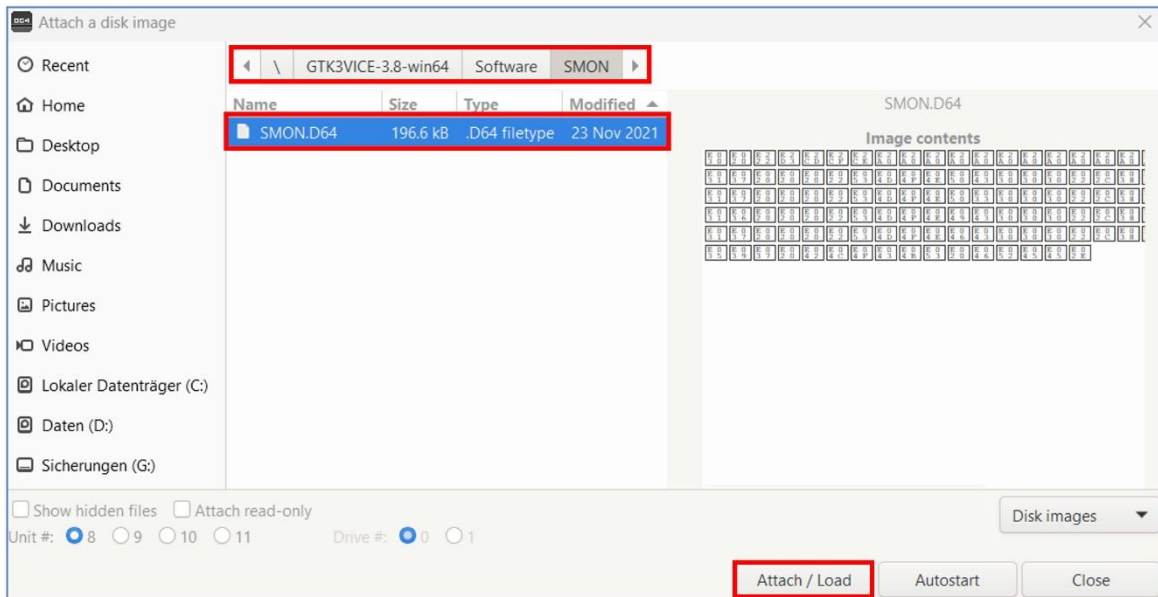 Attach a disk image
Recent
\ GTK3VICE-3.8-win64 Software SMON
Home
Name Size Type Modified
SMON.D64
SMON.D64 196.6 kB .D64 filetype 23 Nov 2021
Image contents
Desktop
Documents
Downloads
Music
Pictures
Videos
Lokaler Datenträger (C:)
Daten (D:)
Sicherungen (G:)
Show hidden files Attach read-only
Disk images
Unit #: 8 9 10 11 Drive #: 0 1
Attach / Load Autostart Close